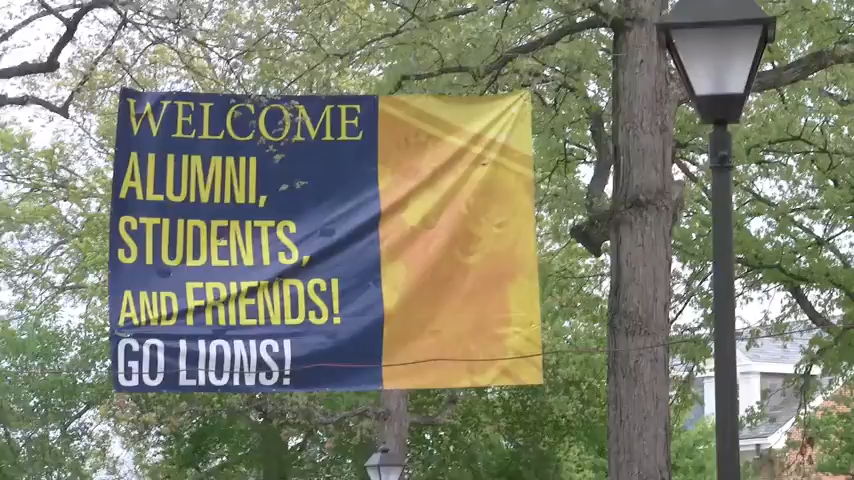 WELCOME
ALUMNI,
STUDENTS,
AND FRIENDS!
GO LIONS!